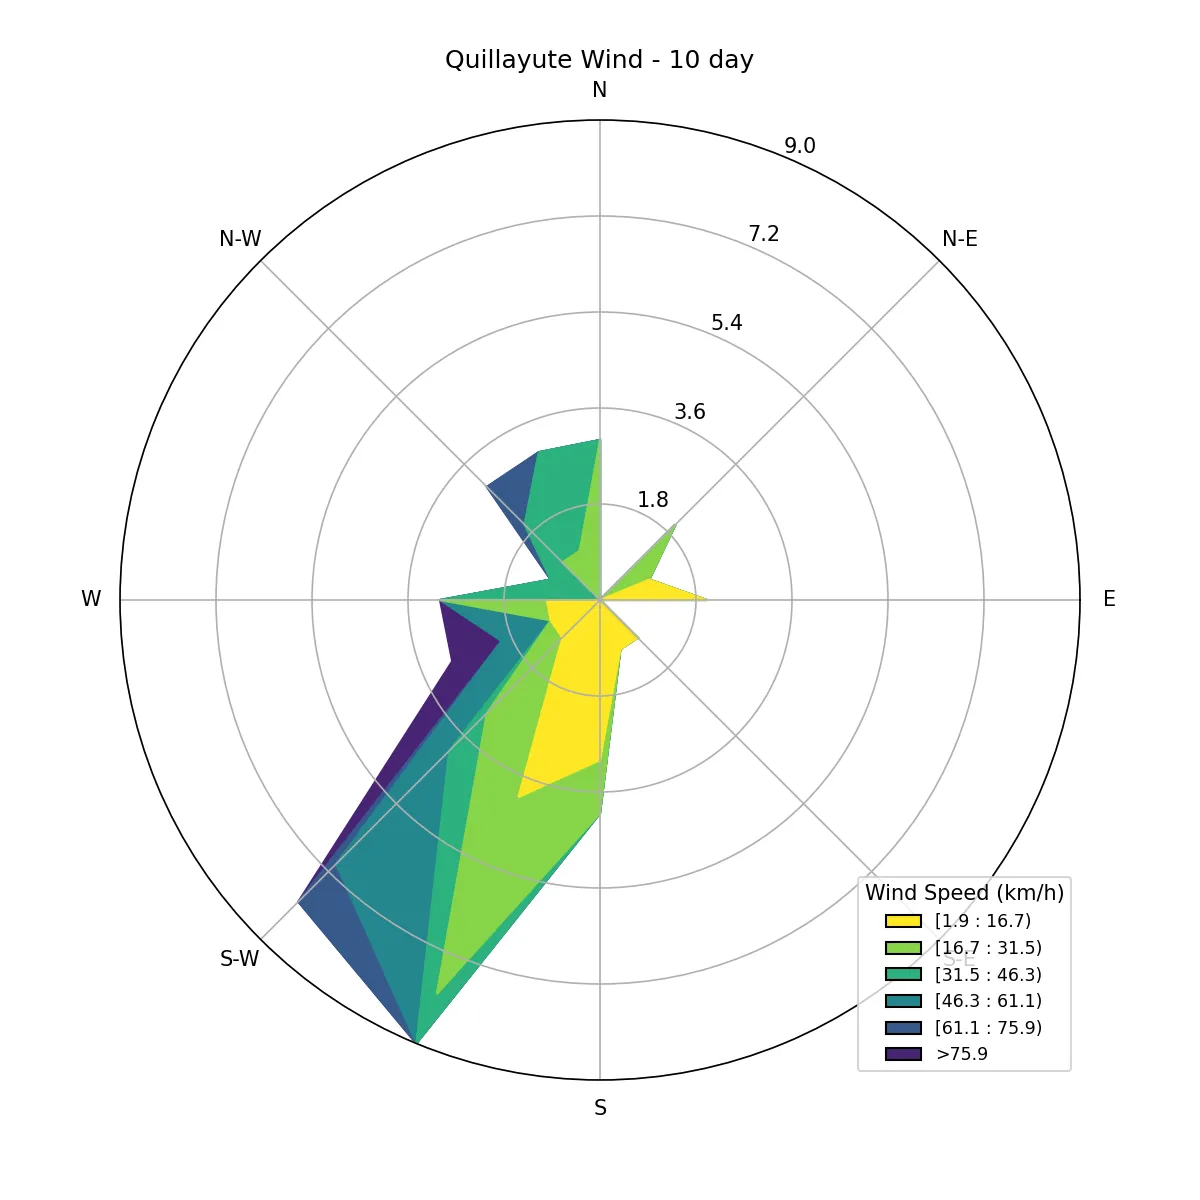 Quillayute Wind - 10 day
N
9.0
N-W
7.2
N-E
5.4
3.6
1.8
W
E
Wind Speed (km/h)
[1.9 : 16.7)
[16.7 : 31.5)
S-W
S-E
[31.5 : 46.3)
[46.3 : 61.1)
[61.1 : 75.9)
>75.9
S